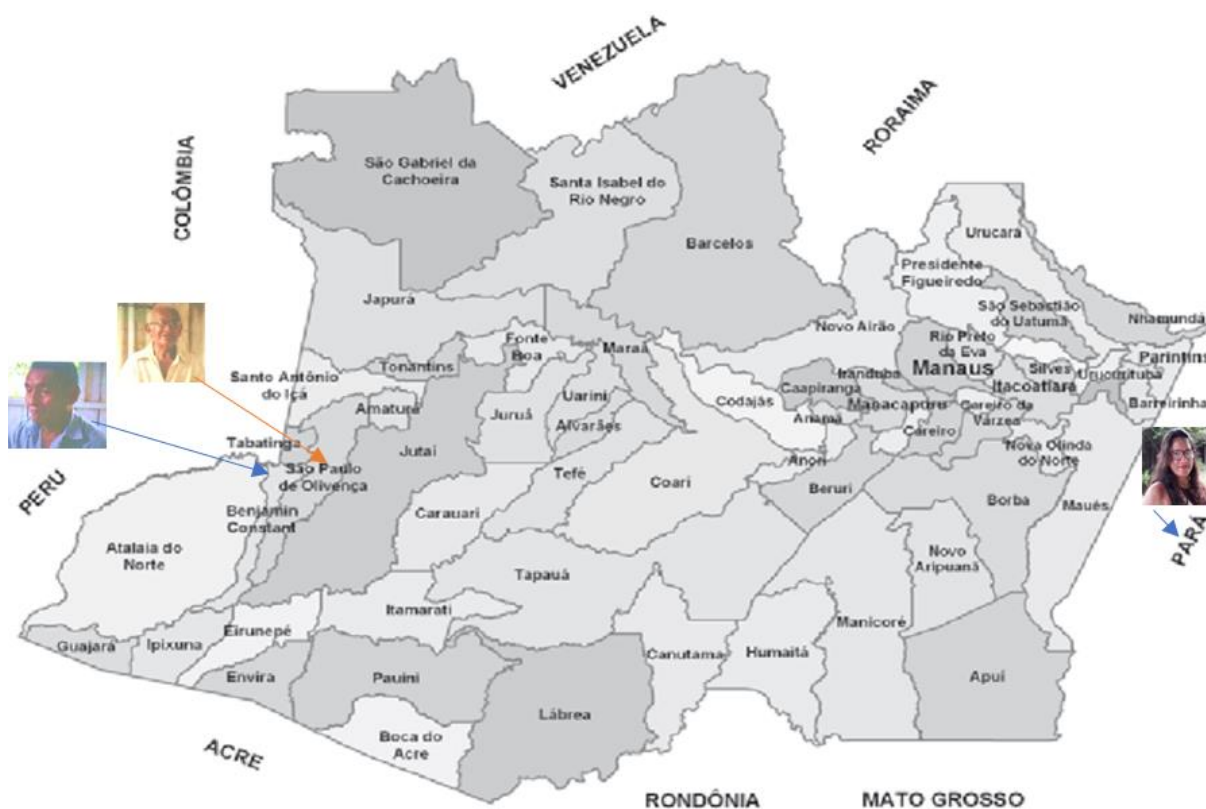 VENEZUELA
RORAIMA
COLÔMBIA
São Gabriel da
Cachoeira
Santa Isabel do
Rio Negro
Barcelos
Urucará
Presidente
Figueiredo
São Sebastião
do Uatumã
Nhamundá
Japurá
Novo Airão
Rio Preto
da Eva
Parintins
Fonte
Boa
Maraã
Tonantins
Manaus
Silves
Urucurituba
Iranduba
Itacoatiara
Santo Antônio
do Içá
Caapiranga
Uarini
Amaturá
Juruá
Codajás
Manacapuru
Barreirinha
Anamã
Careiro da
Várzea
Alvarães
Careiro
Tabatinga
Jutaí
Nova Olinda
do Norte
Anori
São Paulo
de Olivença
Tefé
Coari
Beruri
Borba
PERU
Maués
Benjamin
Constant
Carauari
PARÁ
Atalaia do
Norte
Novo
Aripuanã
Tapauá
Itamarati
Manicoré
Eirunepé
Guajará
Ipixuna
Canutama
Humaitá
Envira
Pauini
Apuí
Lábrea
Boca do
Acre
ACRE
RONDÔNIA
MATO GROSSO